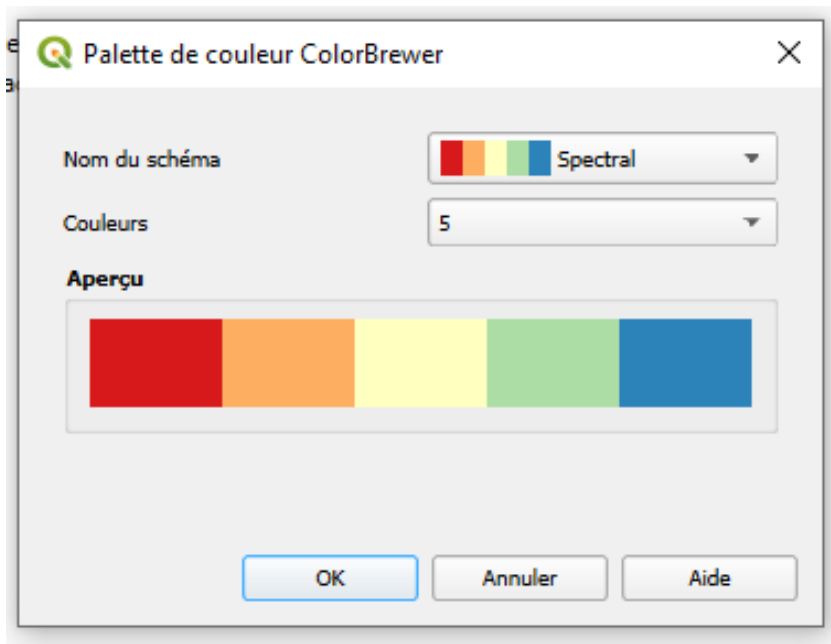 Palette de couleur ColorBrewer
Nom du schéma
Spectral
Couleurs
5
Aperçu
OK
Annuler
Aide